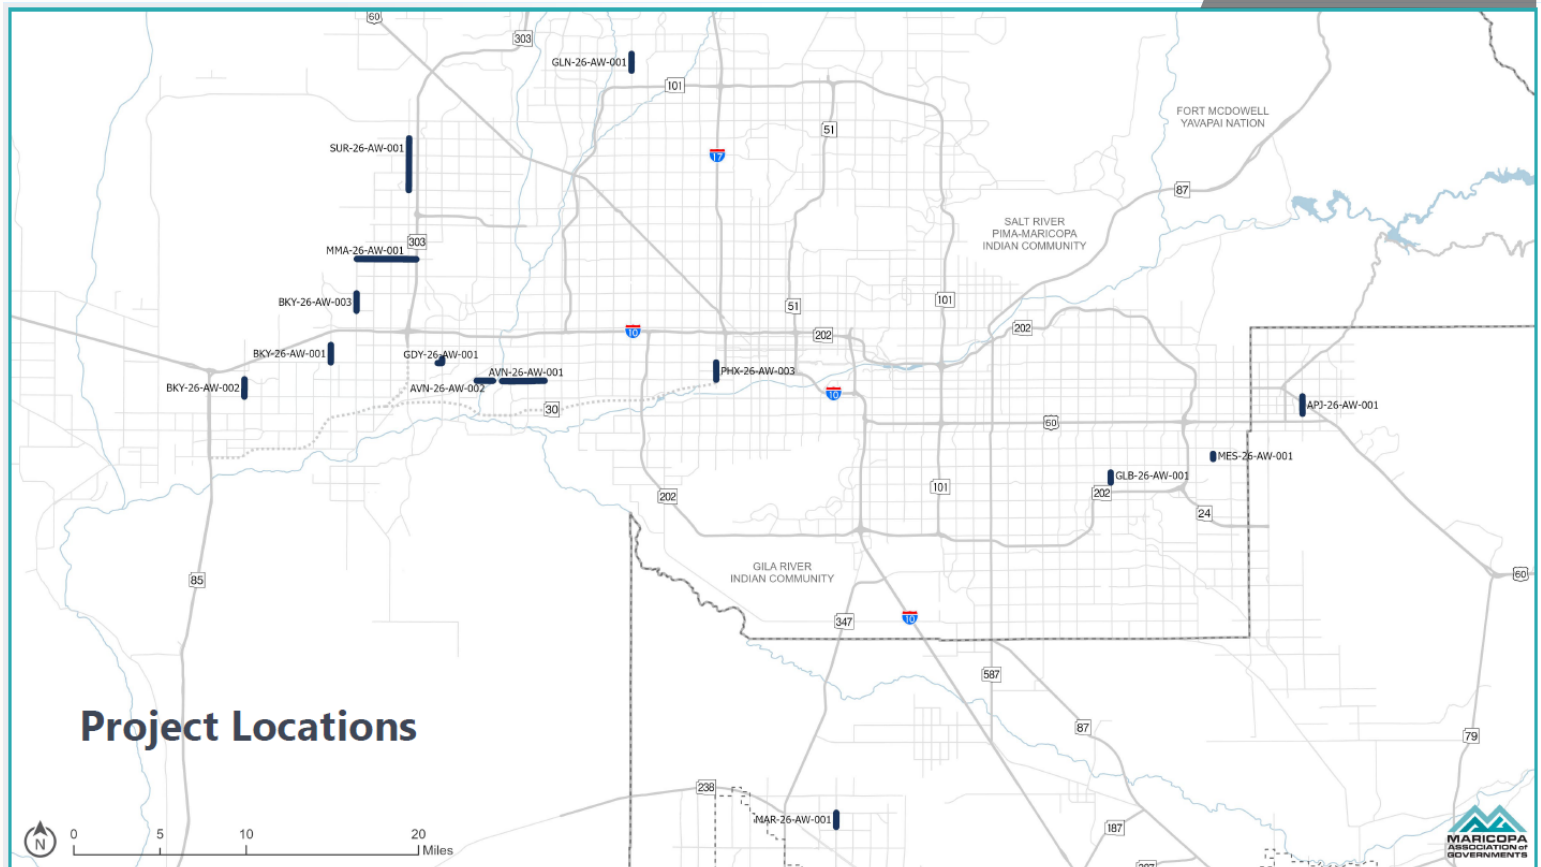 60
303
GLN-26-AW-001
101
FORT MCDOWELL
YAVAPAI NATION
51
SUR-26-AW-001
17
87
SALT RIVER
PIMA-MARICOPA
INDIAN COMMUNITY
303
MMA-26-AW-001
BKY-26-AW-003
51
101
10
202
202
BKY-26-AW-001
GDY-26-AW-001
AVN-26-AW-001
PHX-26-AW-003
BKY-26-AW-002
AVN-26-AW-002
10
30
APJ-26-AW-001
60
MES-26-AW-001
GLB-26-AW-001
202
101
202
24
GILA RIVER
INDIAN COMMUNITY
85
60
347
10
587
Project Locations
87
79
238
MAR-26-AW-001
187
N
0 5 10 20
Miles
MARICOPA
ASSOCIATION of
GOVERNMENTS